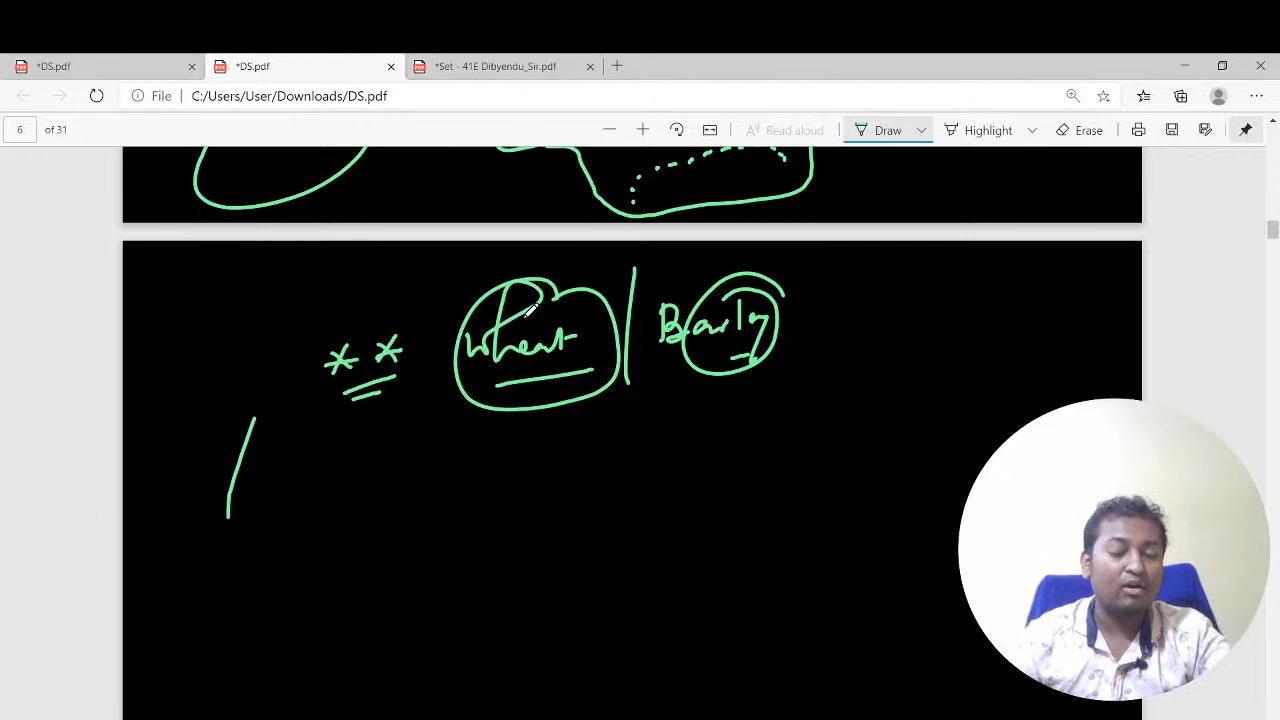 *DS.pdf *DS.pdf *Set - 41E Dibyendu_Sir.pdf
File C:/Users/User/Downloads/DS.pdf
6 of 31 Read aloud Draw Highlight Erase
** Wheat | Barly